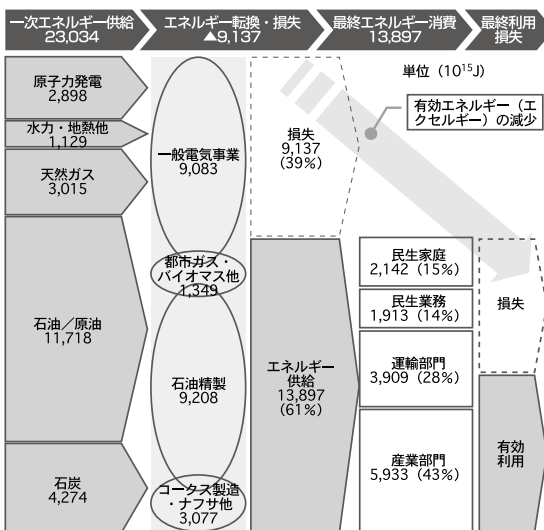 一次エネルギー供給
23,034
エネルギー転換・損失
▲9,137
最終エネルギー消費
13,897
最終利用
損失
単位（10¹⁵J）
有効エネルギー（エ
クセルギー）の減少
原子力発電
2,898
水力・地熱他
1,129
天然ガス
3,015
石油／原油
11,718
石炭
4,274
一般電気事業
9,083
都市ガス・
バイオマス他
1,349
石油精製
9,208
コータス製造
・ナフサ他
3,077
損失
9,137
（39％）
エネルギー
供給
13,897
（61％）
民生家庭
2,142（15％）
民生業務
1,913（14％）
運輸部門
3,909（28％）
産業部門
5,933（43％）
損失
有効
利用